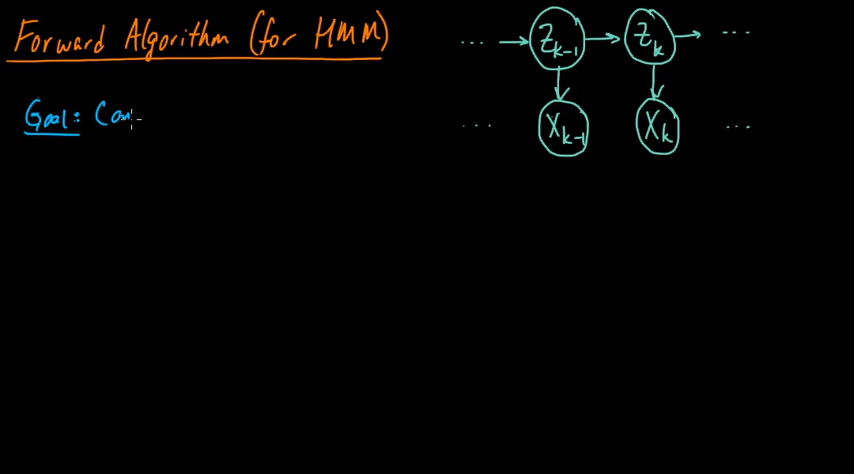 Forward Algorithm (for HMM)
... Z_{k-1} Z_k ...
Goal: Com
... X_{k-1} X_k ...